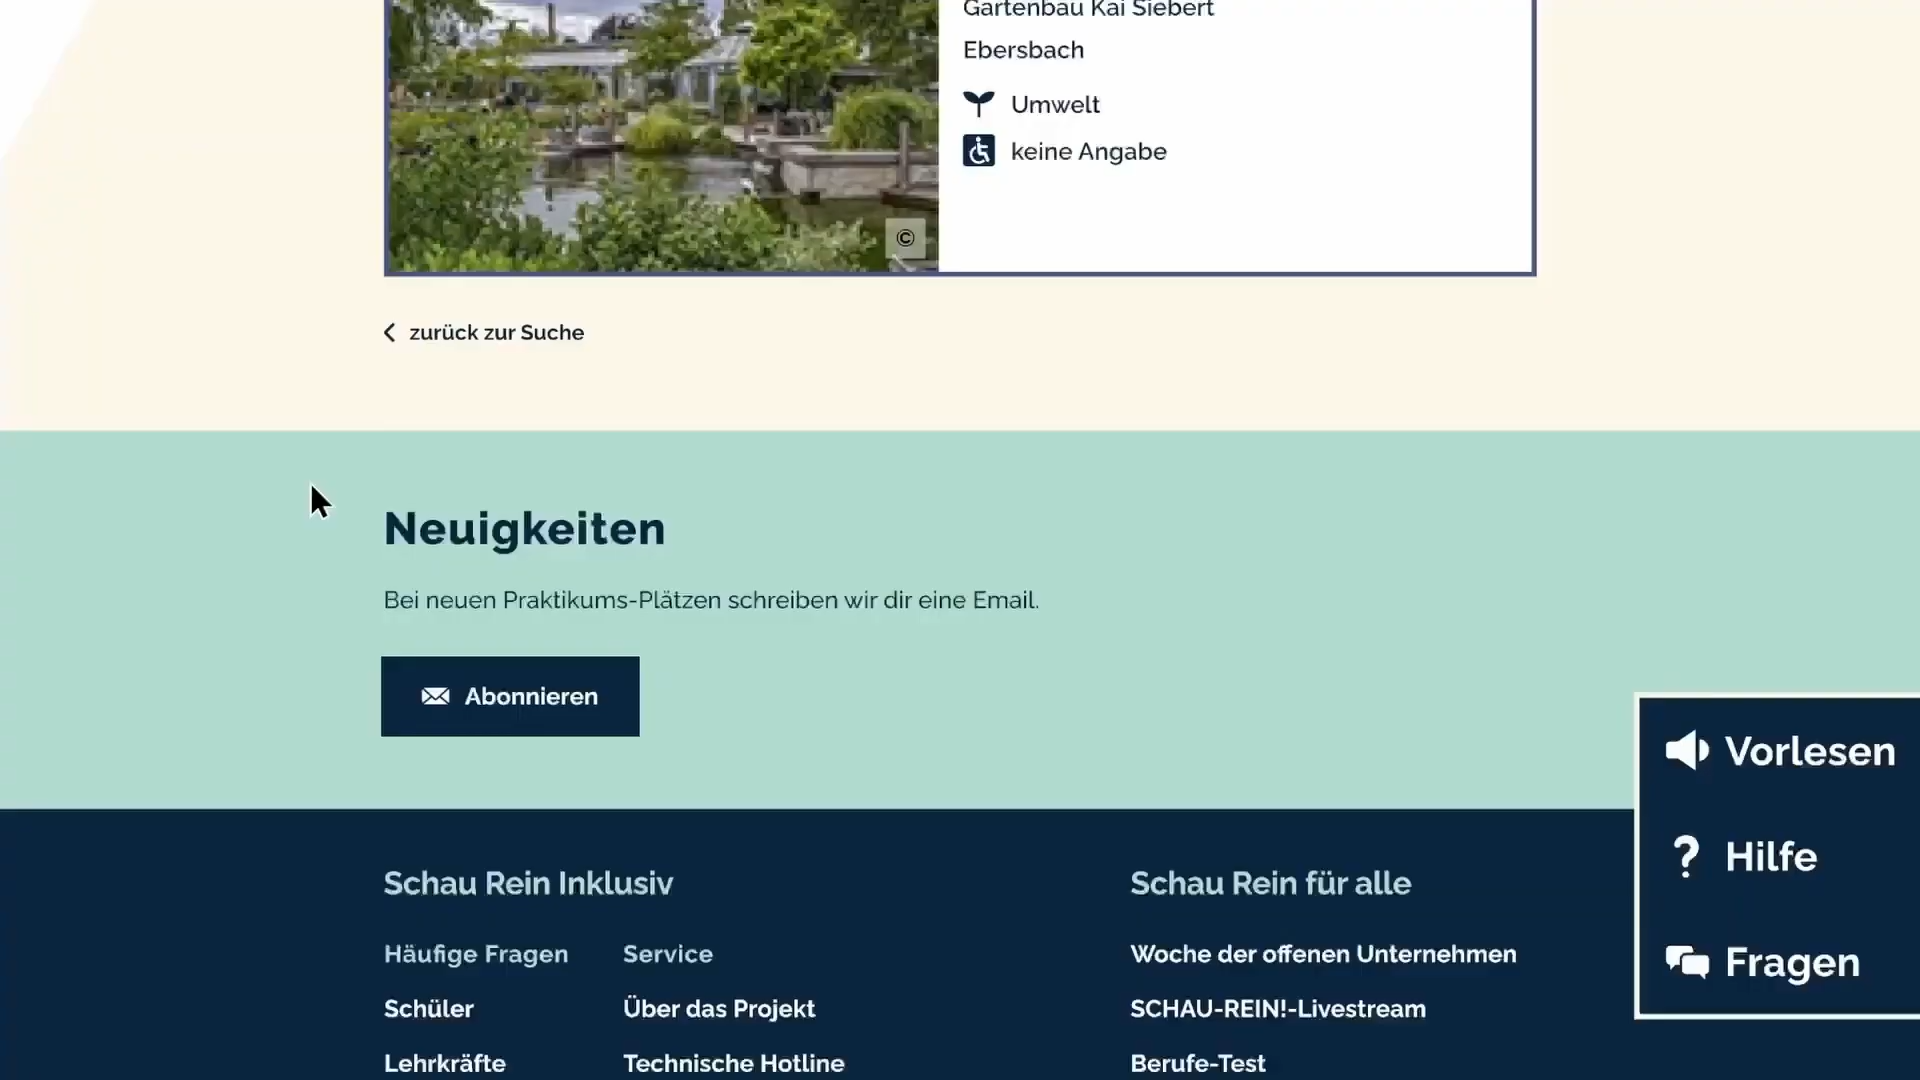 Gartenbau Kai Siebert
Ebersbach
Umwelt
keine Angabe
©
zurück zur Suche
Neuigkeiten
Bei neuen Praktikums-Plätzen schreiben wir dir eine Email.
Abonnieren
Vorlesen
Hilfe
Fragen
Schau Rein Inklusiv
Häufige Fragen
Schüler
Lehrkräfte
Service
Über das Projekt
Technische Hotline
Schau Rein für alle
Woche der offenen Unternehmen
SCHAU-REIN!-Livestream
Berufe-Test